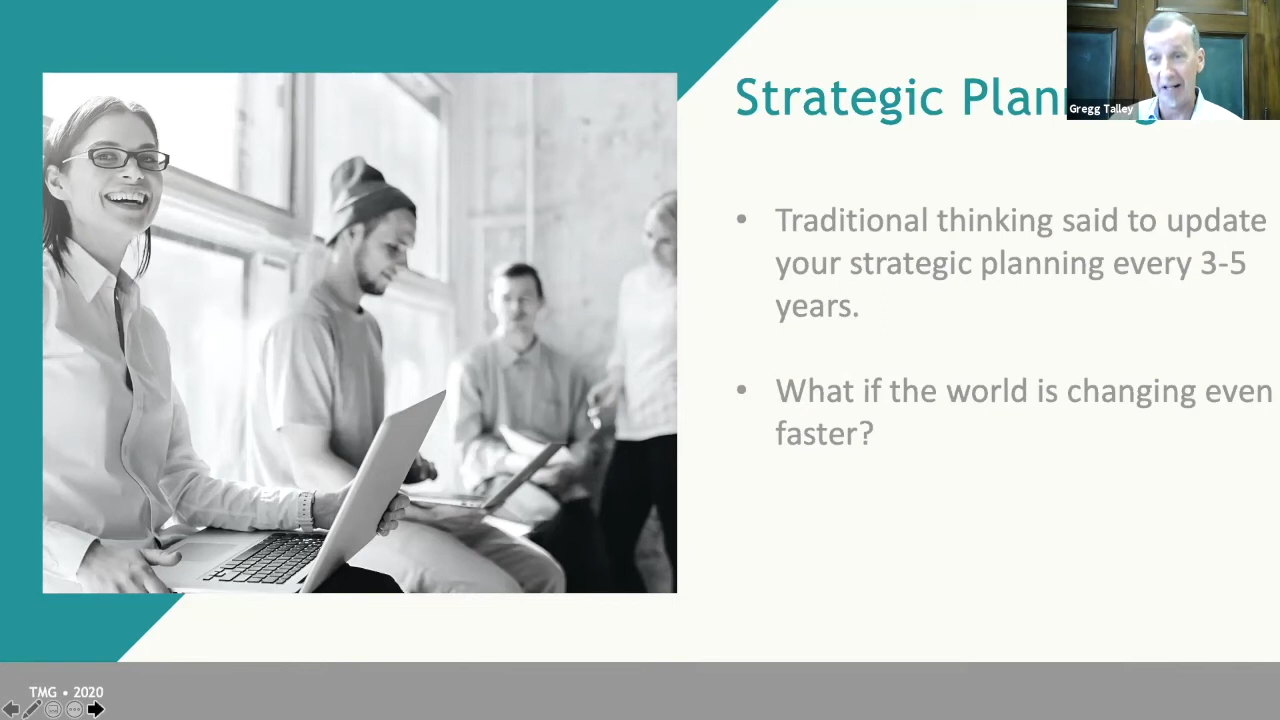 Strategic Plan
Gregg Talley
• Traditional thinking said to update
your strategic planning every 3-5
years.
• What if the world is changing even
faster?
TMG • 2020